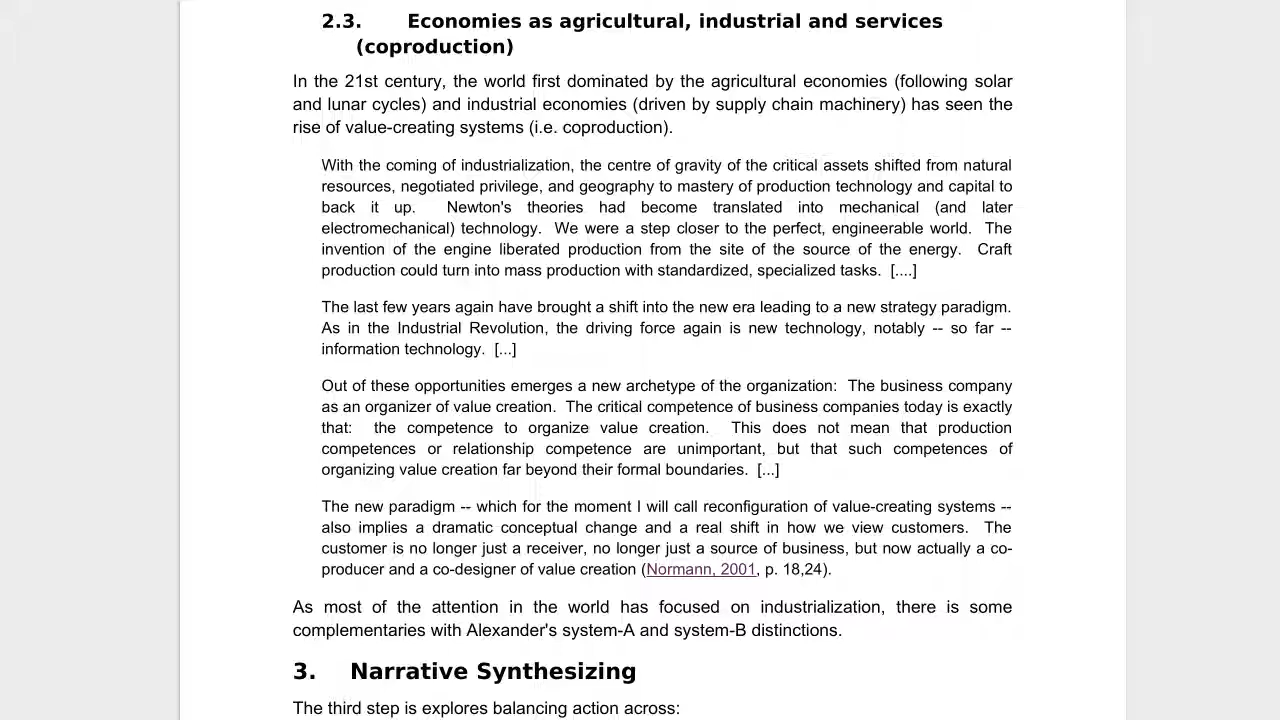 2.3. Economies as agricultural, industrial and services
(coproduction)
In the 21st century, the world first dominated by the agricultural economies (following solar
and lunar cycles) and industrial economies (driven by supply chain machinery) has seen the
rise of value-creating systems (i.e. coproduction).
With the coming of industrialization, the centre of gravity of the critical assets shifted from natural
resources, negotiated privilege, and geography to mastery of production technology and capital to
back it up. Newton's theories had become translated into mechanical (and later
electromechanical) technology. We were a step closer to the perfect, engineerable world. The
invention of the engine liberated production from the site of the source of the energy. Craft
production could turn into mass production with standardized, specialized tasks. [....]
The last few years again have brought a shift into the new era leading to a new strategy paradigm.
As in the Industrial Revolution, the driving force again is new technology, notably -- so far --
information technology. [...]
Out of these opportunities emerges a new archetype of the organization: The business company
as an organizer of value creation. The critical competence of business companies today is exactly
that: the competence to organize value creation. This does not mean that production
competences or relationship competence are unimportant, but that such competences of
organizing value creation far beyond their formal boundaries. [...]
The new paradigm -- which for the moment I will call reconfiguration of value-creating systems --
also implies a dramatic conceptual change and a real shift in how we view customers. The
customer is no longer just a receiver, no longer just a source of business, but now actually a co-
producer and a co-designer of value creation (Normann, 2001, p. 18,24).
As most of the attention in the world has focused on industrialization, there is some
complementaries with Alexander's system-A and system-B distinctions.
3. Narrative Synthesizing
The third step is explores balancing action across: